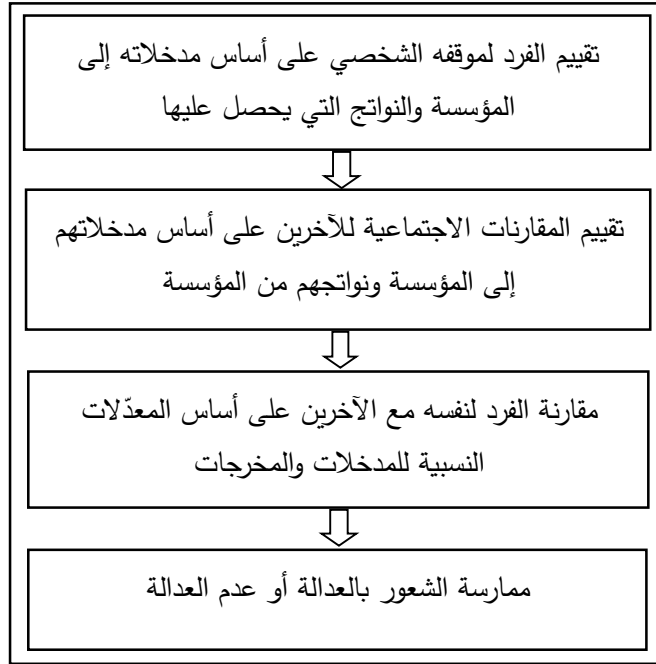 تقييم الفرد لموقفه الشخصي على أساس مدخلاته إلى
المؤسسة والنواتج التي يحصل عليها
تقييم المقارنات الاجتماعية للآخرين على أساس مدخلاتهم
إلى المؤسسة ونواتجهم من المؤسسة
مقارنة الفرد لنفسه مع الآخرين على أساس المعدّلات
النسبية للمدخلات والمخرجات
ممارسة الشعور بالعدالة أو عدم العدالة